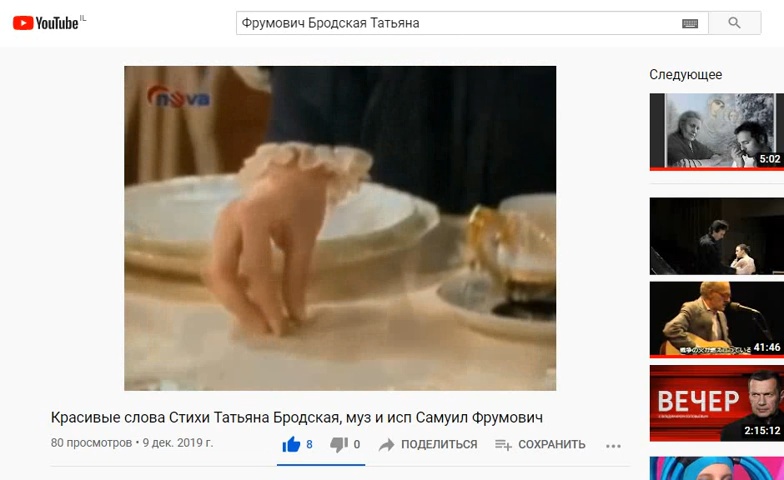 YouTube IL
Фрумович Бродская Татьяна
nova
Следующее
5:02
41:46
ВЕЧЕР
2:15:12
Красивые слова Стихи Татьяна Бродская, муз и исп Самуил Фрумович
80 просмотров • 9 дек. 2019 г.
8
0
ПОДЕЛИТЬСЯ
СОХРАНИТЬ